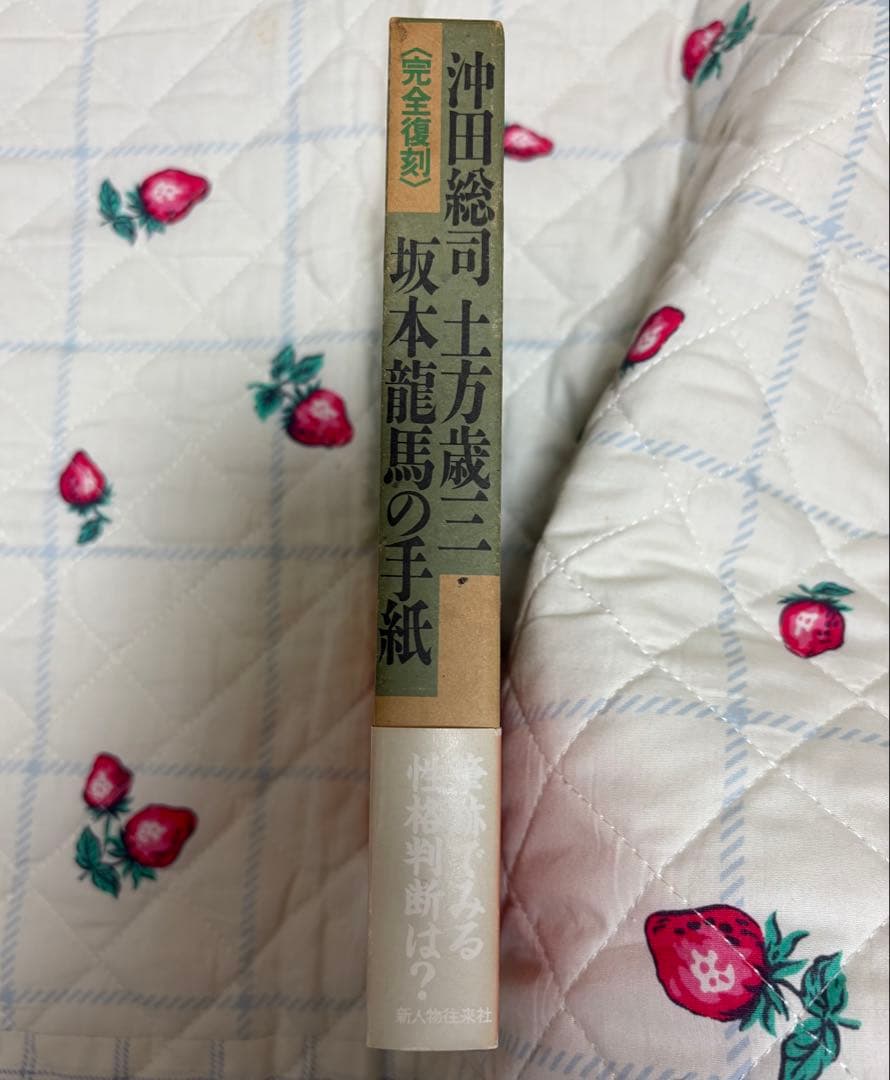 沖田総司 土方歳三
〈完全復刻〉
坂本龍馬の手紙
筆跡でみる
性格判断は?
新人物往来社